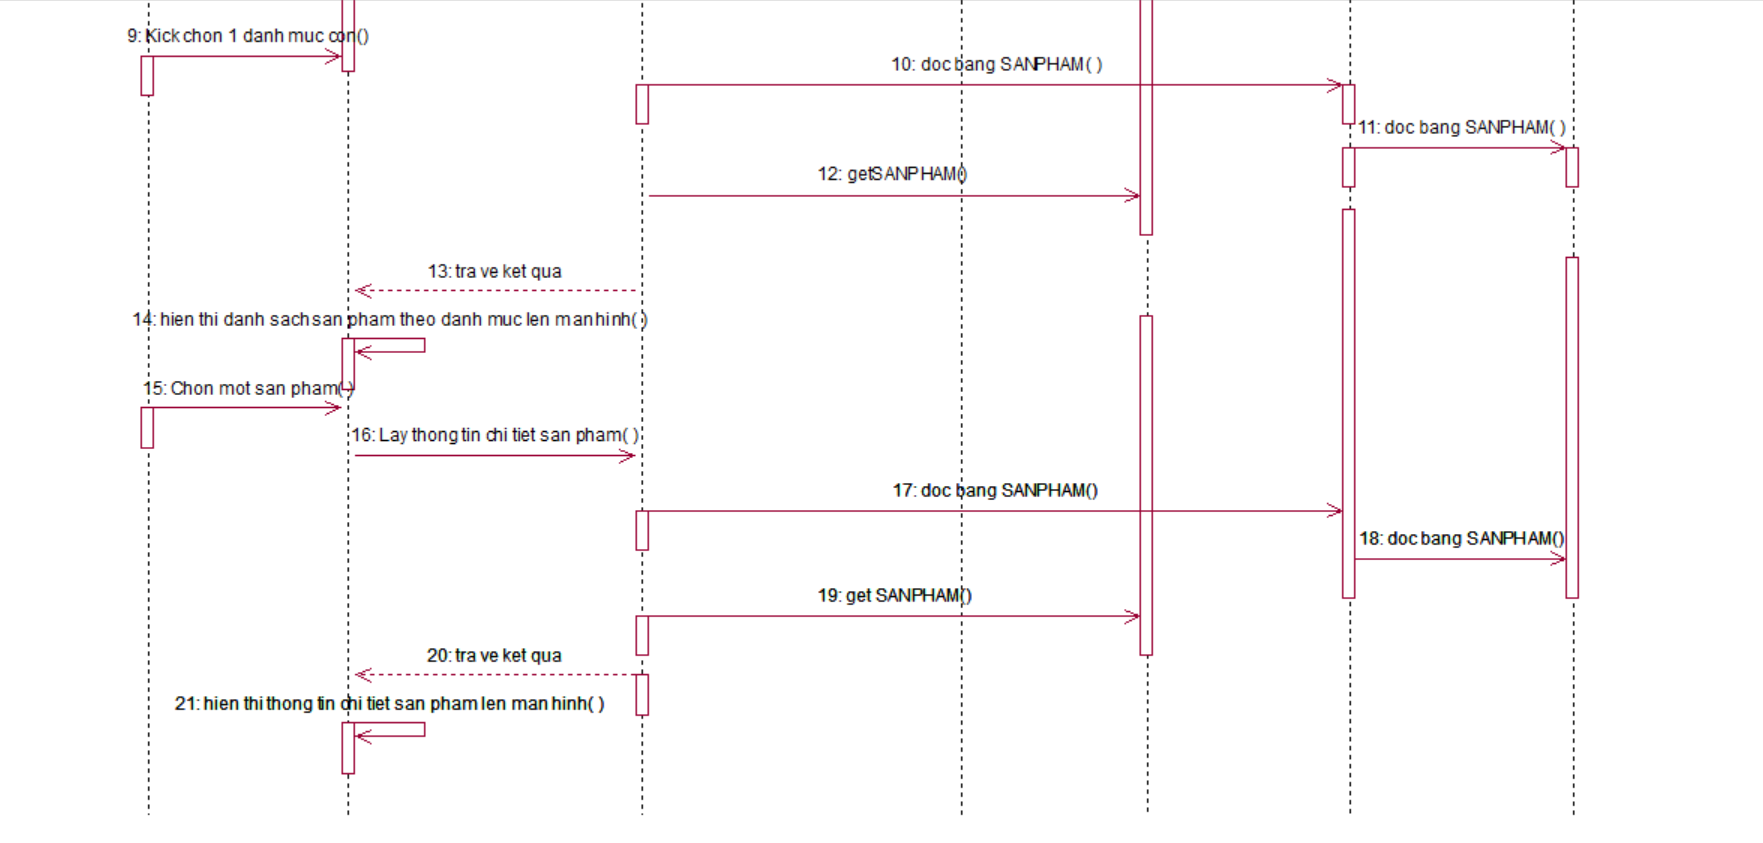 9: Kick chon 1 danh muc con()
10: doc bang SANPHAM( )
11: doc bang SANPHAM( )
12: getSANPHAM()
13: tra ve ket qua
14: hien thi danh sach san pham theo danh muc len man hinh( )
15: Chon mot san pham( )
16: Lay thong tin chi tiet san pham( )
17: doc bang SANPHAM()
18: doc bang SANPHAM()
19: get SANPHAM()
20: tra ve ket qua
21: hien thi thong tin chi tiet san pham len man hinh( )